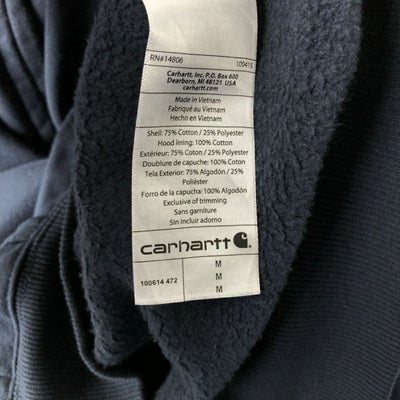 RN#14806 100415
Carhartt, Inc. P.O. Box 600
Dearborn, MI 48121 USA
carhartt.com
Made in Vietnam
Fabriqué au Vietnam
Hecho en Vietnam
Shell: 75% Cotton / 25% Polyester
Hood lining: 100% Cotton
Extérieur: 75% Coton / 25% Polyester
Doublure de capuche: 100% Coton
Tela Exterior: 75% Algodón / 25%
Poliéster
Forro de la capucha: 100% Algodón
Exclusive of trimming
Sans garniture
Sin incluir adorno
carhartt
100614 472
M
M
M